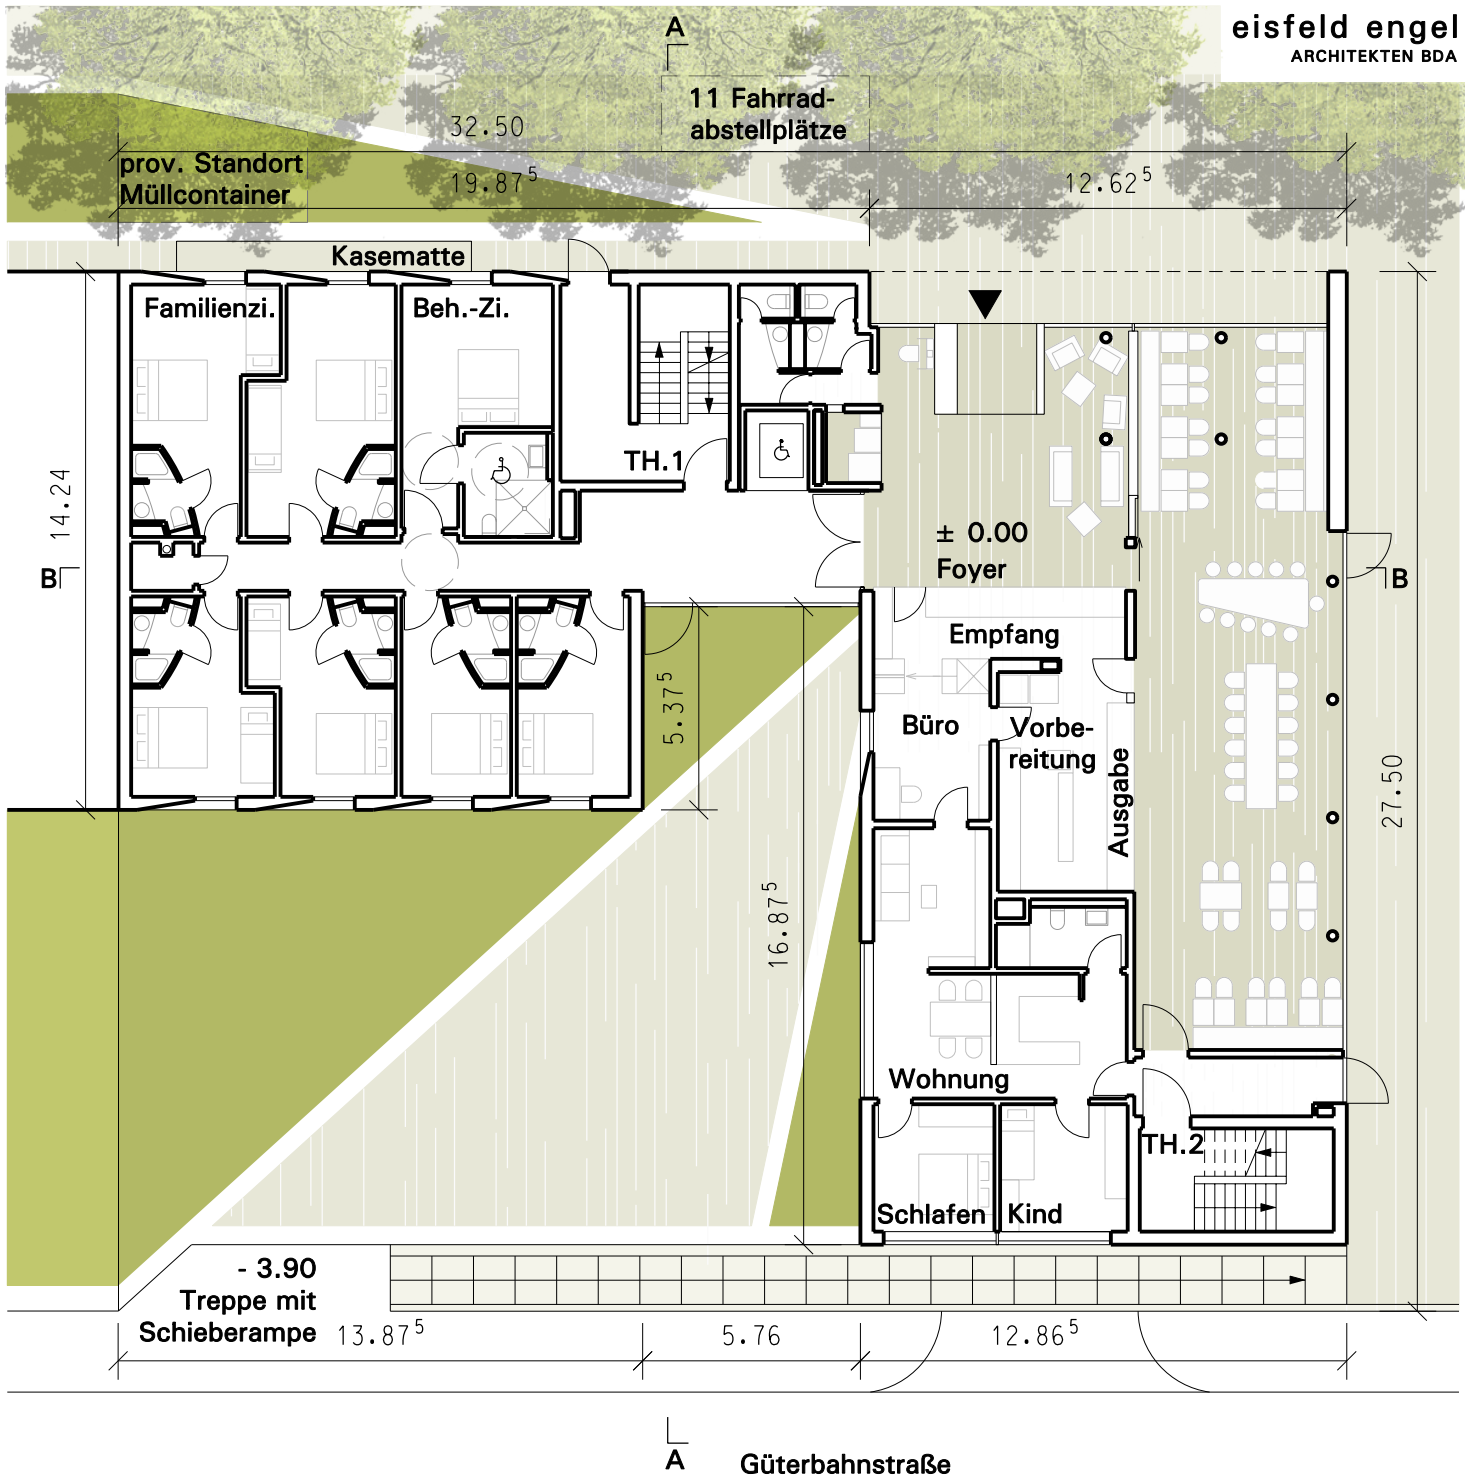 A
eisfeld engel
ARCHITEKTEN BDA
11 Fahrrad-
abstellplätze
32.50
prov. Standort
Müllcontainer
19.87⁵
12.62⁵
Kasematte
Familienzi.
Beh.-Zi.
TH.1
14.24
± 0.00
Foyer
B
B
Empfang
5.37⁵
Büro
Vorbe-
reitung
Ausgabe
27.50
16.87⁵
Wohnung
TH.2
Schlafen
Kind
- 3.90
Treppe mit
Schieberampe
13.87⁵
5.76
12.86⁵
A
Güterbahnstraße